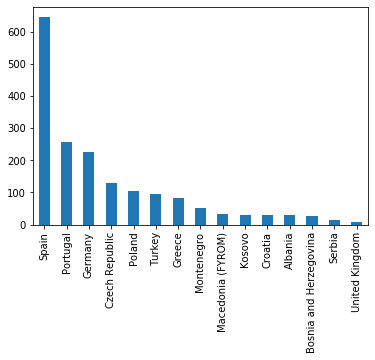 600
500
400
300
200
100
0
Spain
Portugal
Germany
Czech Republic
Poland
Turkey
Greece
Montenegro
Macedonia (FYROM)
Kosovo
Croatia
Albania
Bosnia and Herzegovina
Serbia
United Kingdom